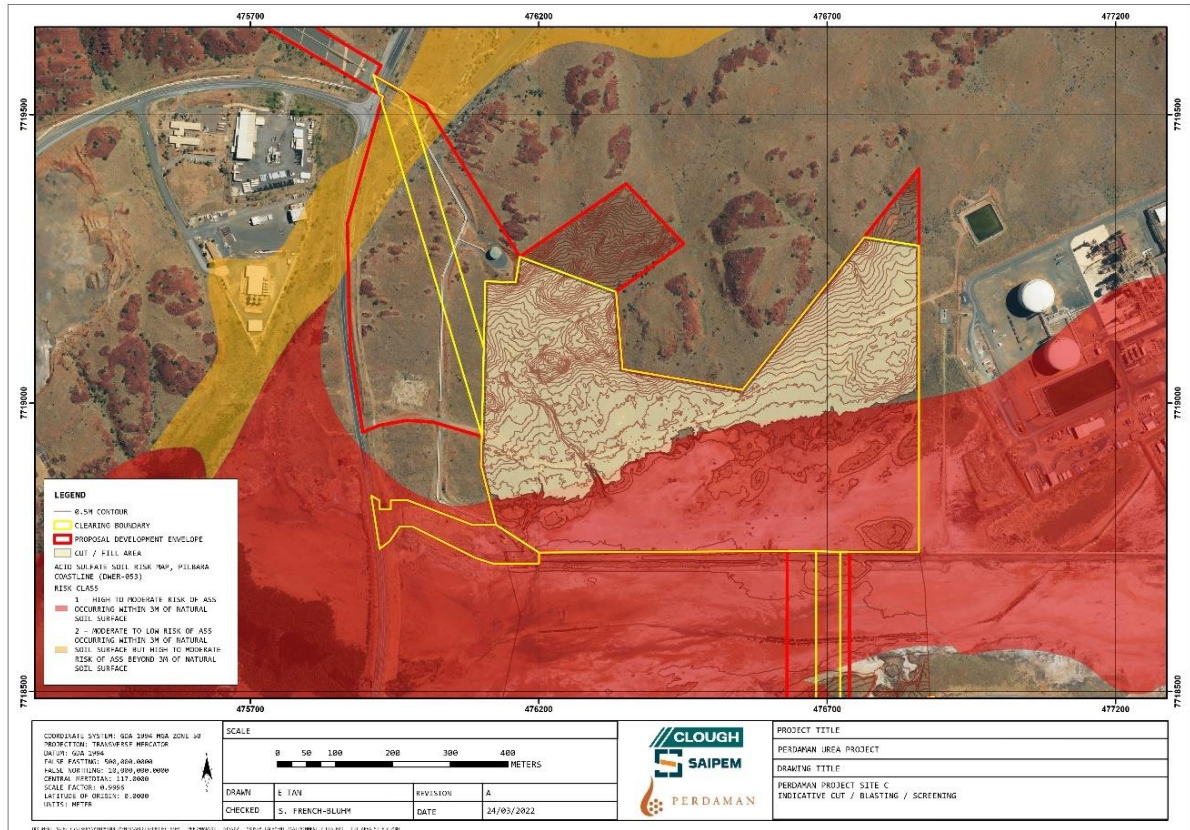 475700
476200
476700
477200
7719500
7719500
7719000
7719000
7718500
7718500
LEGEND
0.5M CONTOUR
CLEARING BOUNDARY
PROPOSAL DEVELOPMENT ENVELOPE
CUT / FILL AREA
ACID SULFATE SOIL RISK MAP, PILBARA
COASTLINE (DWER-053)
RISK CLASS
1 - HIGH TO MODERATE RISK OF ASS
OCCURRING WITHIN 3M OF NATURAL
SOIL SURFACE
2 - MODERATE TO LOW RISK OF ASS
OCCURRING WITHIN 3M OF NATURAL
SOIL SURFACE BUT HIGH TO MODERATE
RISK OF ASS BEYOND 3M OF NATURAL
SOIL SURFACE
475700
476200
476700
477200
COORDINATE SYSTEM: GDA 1994 MGA ZONE 50
PROJECTION: TRANSVERSE MERCATOR
DATUM: GDA 1994
FALSE EASTING: 500,000.0000
FALSE NORTHING: 10,000,000.0000
CENTRAL MERIDIAN: 117.0000
SCALE FACTOR: 0.9996
LATITUDE OF ORIGIN: 0.0000
UNITS: METER
SCALE
0 50 100 200 300 400
METERS
DRAWN E TAN REVISION A
CHECKED S. FRENCH-BLUHM DATE 24/03/2022
CLOUGH
SAIPEM
PERDAMAN
PROJECT TITLE
PERDAMAN UREA PROJECT
DRAWING TITLE
PERDAMAN PROJECT SITE C
INDICATIVE CUT / BLASTING / SCREENING